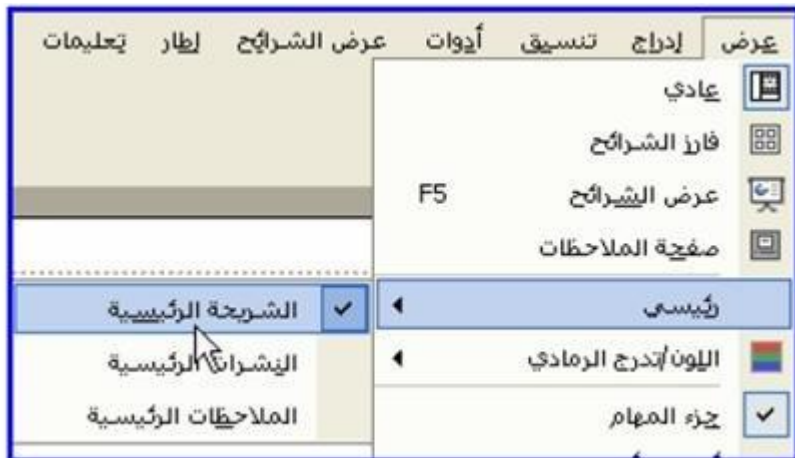 عرض إدراج تنسيق أدوات عرض الشرائح إطار تعليمات
عادي
فارز الشرائح
عرض الشرائح F5
صفحة الملاحظات
رئيسي
الشريحة الرئيسية
النشرات الرئيسية
الملاحظات الرئيسية
اللون/تدرج الرمادي
جزء المهام